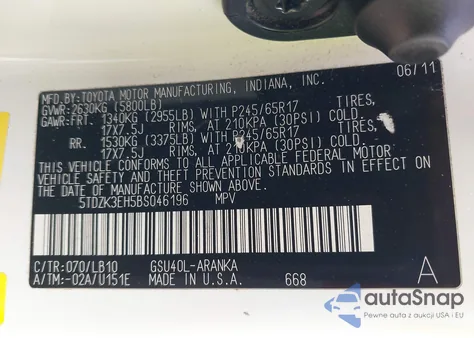 MFD.BY:TOYOTA MOTOR MANUFACTURING, INDIANA, INC. 06/11
GVWR: 2630KG (5800LB)
GAWR:FRT. 1340KG (2955LB) WITH P245/65R17 TIRES,
17X7.5J RIMS, AT 210KPA (30PSI) COLD.
RR. 1530KG (3375LB) WITH P245/65R17 TIRES,
17X7.5J RIMS, AT 210KPA (30PSI) COLD.
THIS VEHICLE CONFORMS TO ALL APPLICABLE FEDERAL MOTOR
VEHICLE SAFETY STANDARDS IN EFFECT ON THE DATE OF
MANUFACTURE SHOWN ABOVE.
5TDZK3EH5BS046196 MPV
C/TR:070/LB10 GSU40L-ARANKA
A/TM:-02A/U151E MADE IN U.S.A. 668 A
autoSnap
Pewne auta z USA i EU